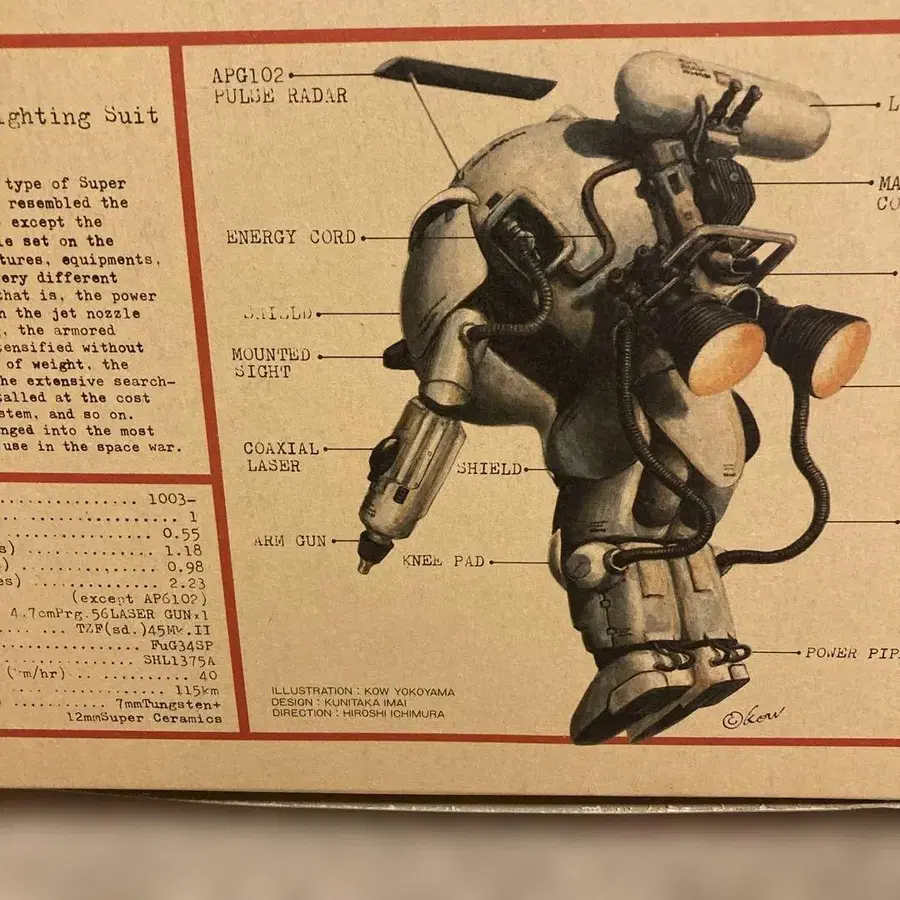 ighting Suit
type of Super
resembled the
except the
le set on the
tures, equipments,
ery different
that is, the power
n the jet nozzle
, the armored
tensified without
of weight, the
he extensive search-
alled at the cost
stem, and so on.
nged into the most
use in the space war.
1003-
1
0.55
s) 1.18
) 0.98
es) 2.23
(except AP6102)
4.7cmPrg.56LASER GUN×1
TZF(sd.)45Mk.II
FuG34SP
SHL1375A
m/hr) 40
115km
7mmTungsten+
12mmSuper Ceramics
APG102
PULSE RADAR
ENERGY CORD
SHIELD
MOUNTED
SIGHT
COAXIAL
LASER
SHIELD
ARM GUN
KNEE PAD
L
MA
CO
POWER PIP
ILLUSTRATION : KOW YOKOYAMA
DESIGN : KUNITAKA IMAI
DIRECTION : HIROSHI ICHIMURA
©Kow